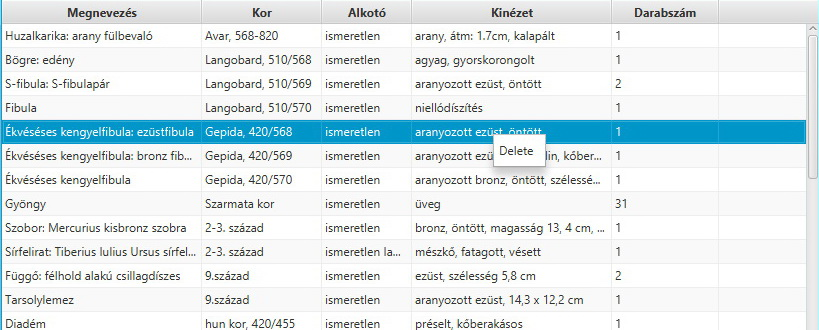 Megnevezés Kor Alkotó Kinézet Darabszám
Huzalkarika: arany fülbevaló Avar, 568-820 ismeretlen arany, átm: 1.7cm, kalapált 1
Bögre: edény Langobard, 510/568 ismeretlen agyag, gyorskorongolt 1
S-fibula: S-fibulapár Langobard, 510/569 ismeretlen aranyozott ezüst, öntött 2
Fibula Langobard, 510/570 ismeretlen niellódíszítés 1
Ékvéséses kengyelfibula: ezüstfibula Gepida, 420/568 ismeretlen aranyozott ezüst, öntött 1
Delete
Ékvéséses kengyelfibula: bronz fib... Gepida, 420/569 ismeretlen aranyozott kőber... 1
Ékvéséses kengyelfibula Gepida, 420/570 ismeretlen aranyozott bronz, öntött, szélessé... 1
Gyöngy Szarmata kor ismeretlen üveg 31
Szobor: Mercurius kisbronz szobra 2-3. század ismeretlen bronz, öntött, magasság 13, 4 cm, ... 1
Sírfelirat: Tiberius Iulius Ursus sírfel... 2-3. század ismeretlen la... mészkő, fatagott, vésett 1
Függő: félhold alakú csillagdíszes 9.század ismeretlen ezüst, szélesség 5,8 cm 2
Tarsolylemez 9.század ismeretlen aranyozott ezüst, 14,3 x 12,2 cm 1
Diadém hun kor, 420/455 ismeretlen préselt, kőberakásos 1